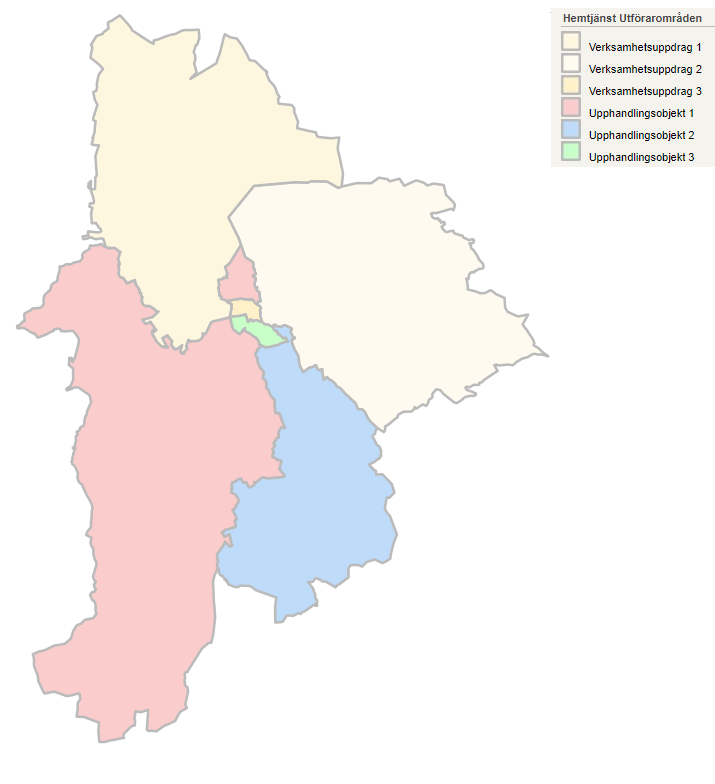 Hemtjänst Utförarområden
Verksamhetsuppdrag 1
Verksamhetsuppdrag 2
Verksamhetsuppdrag 3
Upphandlingsobjekt 1
Upphandlingsobjekt 2
Upphandlingsobjekt 3